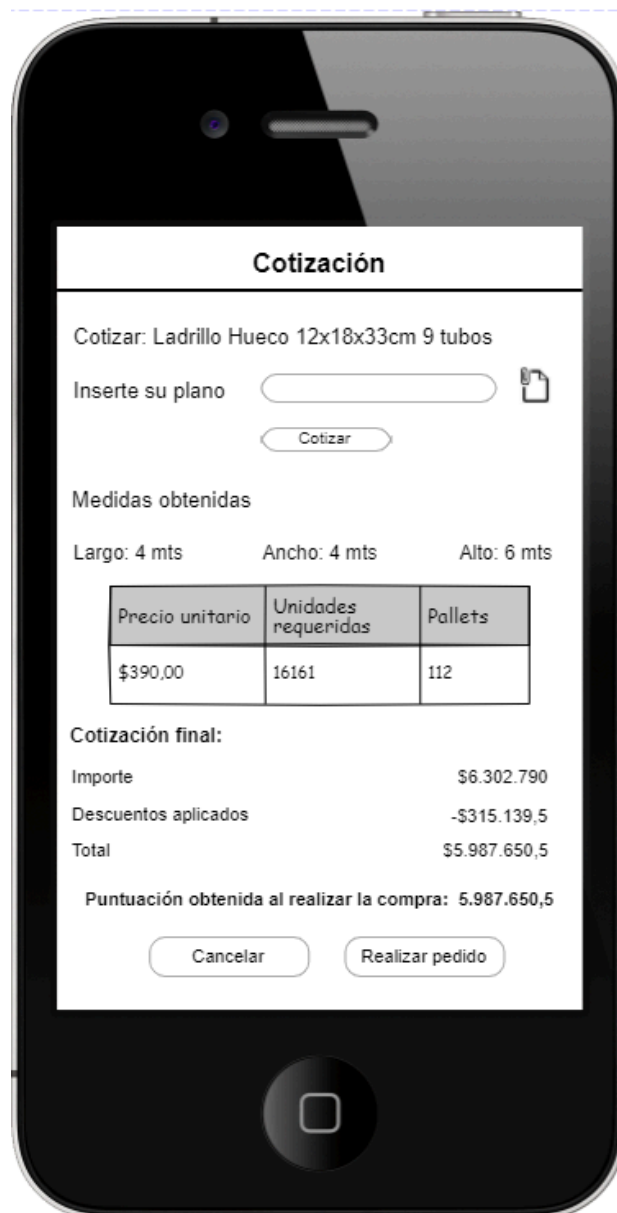 Cotización
Cotizar: Ladrillo Hueco 12x18x33cm 9 tubos
Inserte su plano
Cotizar
Medidas obtenidas
Largo: 4 mts Ancho: 4 mts Alto: 6 mts
Precio unitario Unidades requeridas Pallets
$390,00 16161 112
Cotización final:
Importe $6.302.790
Descuentos aplicados -$315.139,5
Total $5.987.650,5
Puntuación obtenida al realizar la compra: 5.987.650,5
Cancelar Realizar pedido